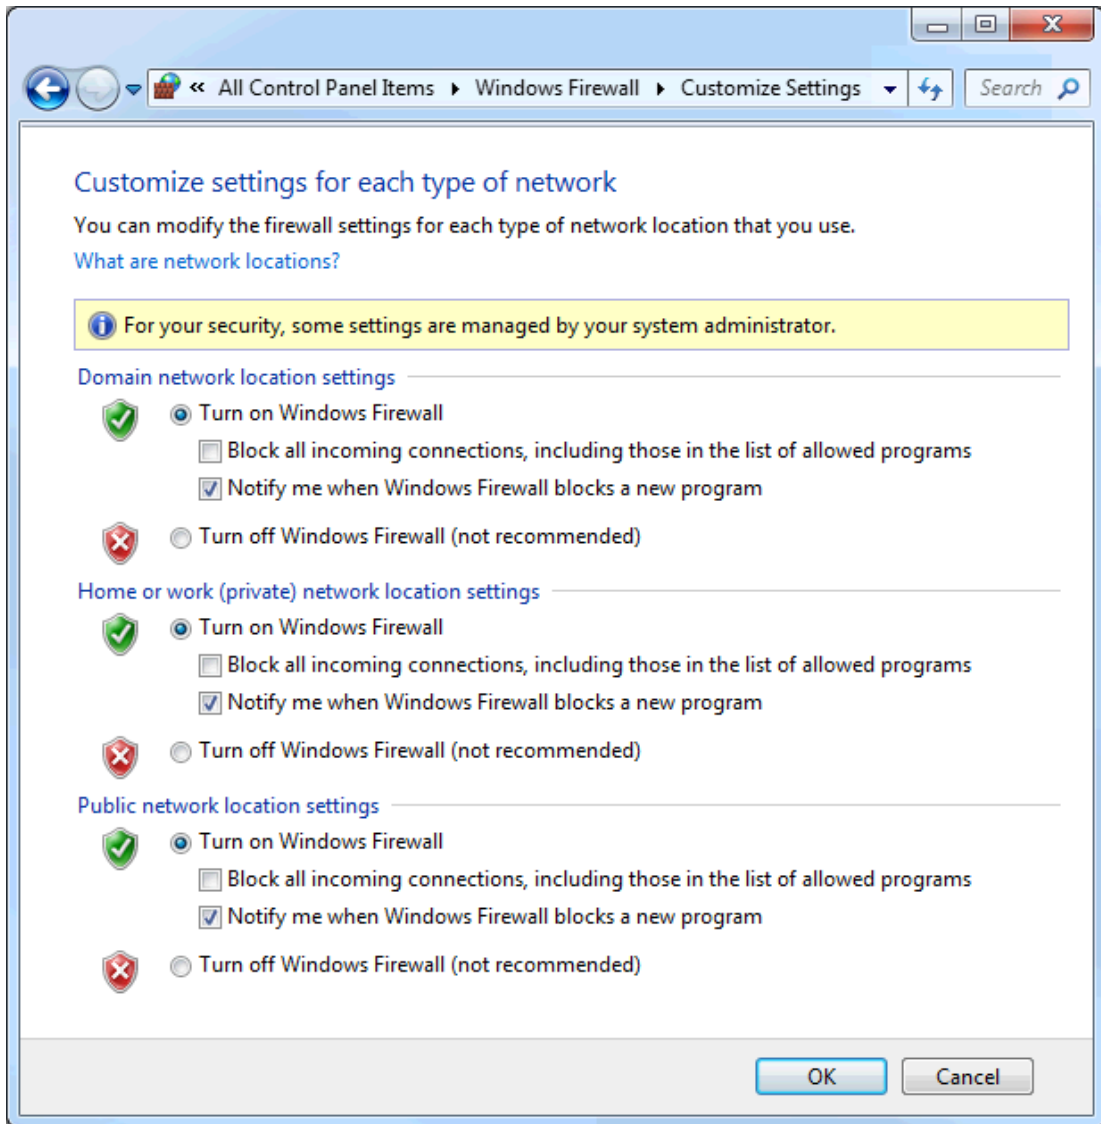 « All Control Panel Items ▸ Windows Firewall ▸ Customize Settings Search
Customize settings for each type of network
You can modify the firewall settings for each type of network location that you use.
What are network locations?
For your security, some settings are managed by your system administrator.
Domain network location settings
Turn on Windows Firewall
Block all incoming connections, including those in the list of allowed programs
Notify me when Windows Firewall blocks a new program
Turn off Windows Firewall (not recommended)
Home or work (private) network location settings
Turn on Windows Firewall
Block all incoming connections, including those in the list of allowed programs
Notify me when Windows Firewall blocks a new program
Turn off Windows Firewall (not recommended)
Public network location settings
Turn on Windows Firewall
Block all incoming connections, including those in the list of allowed programs
Notify me when Windows Firewall blocks a new program
Turn off Windows Firewall (not recommended)
OK Cancel